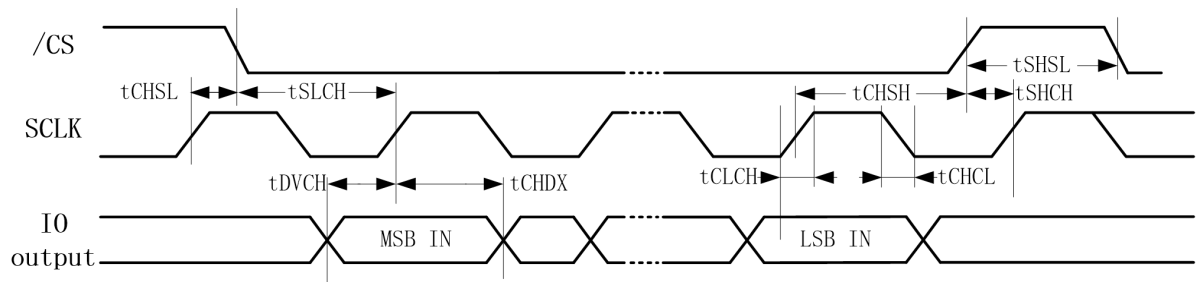 /CS
tSHSL
tCHSL
tSLCH
tCHSH
tSHCH
SCLK
tDVCH
tCHDX
tCLCH
tCHCL
IO
output
MSB IN
LSB IN